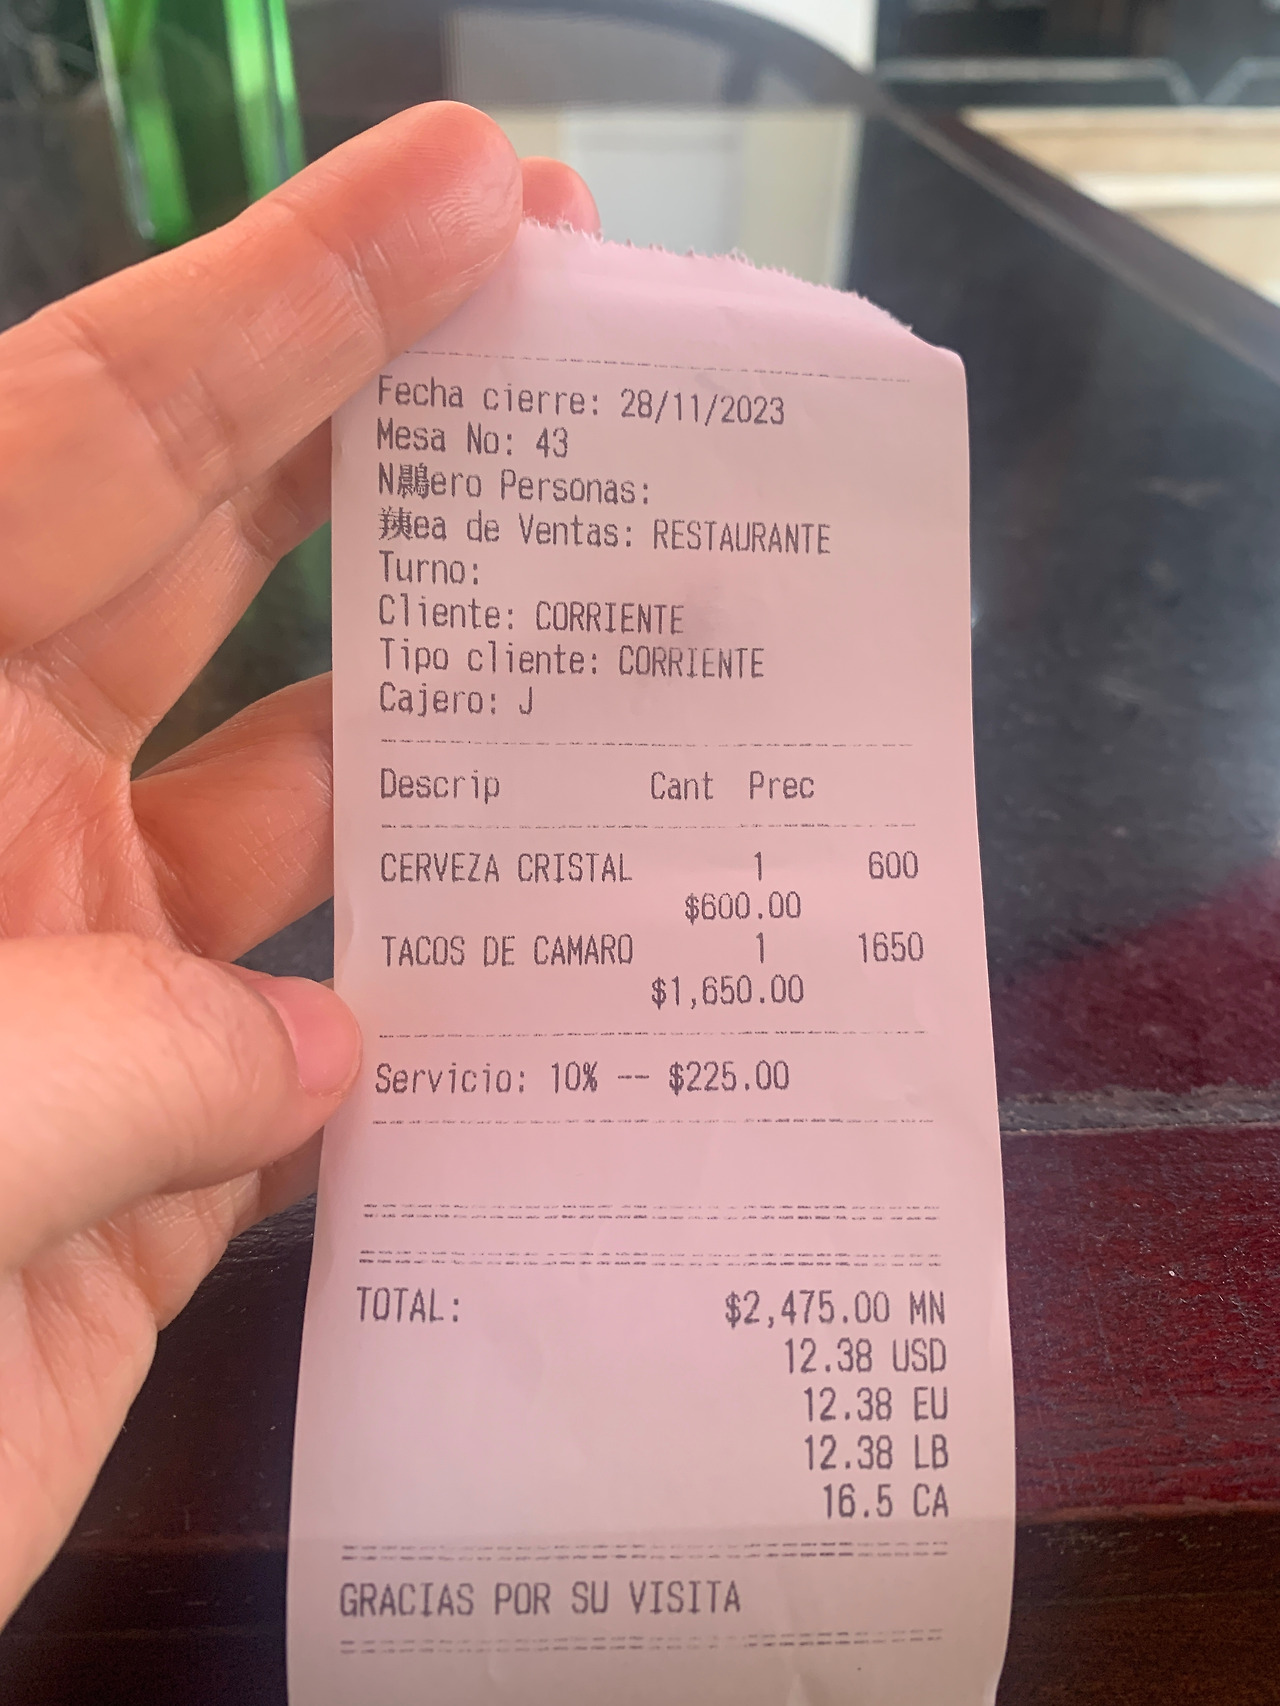 Fecha cierre: 28/11/2023
Mesa No: 43
N鷐ero Personas:
羠ea de Ventas: RESTAURANTE
Turno:
Cliente: CORRIENTE
Tipo cliente: CORRIENTE
Cajero: J
Descrip Cant Prec
CERVEZA CRISTAL 1 600
$600.00
TACOS DE CAMARO 1 1650
$1,650.00
Servicio: 10% -- $225.00
TOTAL: $2,475.00 MN
12.38 USD
12.38 EU
12.38 LB
16.5 CA
GRACIAS POR SU VISITA